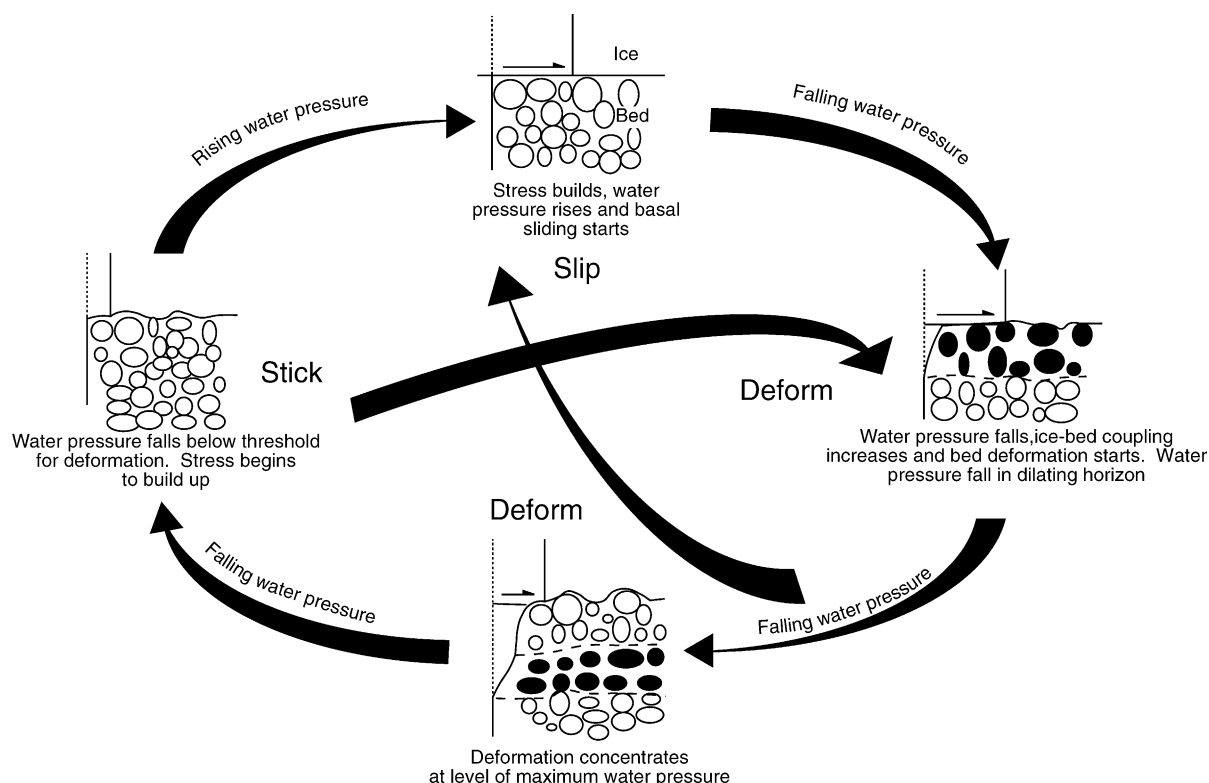 Ice
Bed
Rising water pressure
Falling water pressure
Stress builds, water
pressure rises and basal
sliding starts
Slip
Stick
Deform
Water pressure falls below threshold
for deformation.  Stress begins
to build up
Water pressure falls,ice-bed coupling
increases and bed deformation starts.  Water
pressure fall in dilating horizon
Deform
Falling water pressure
Falling water pressure
Deformation concentrates
at level of maximum water pressure